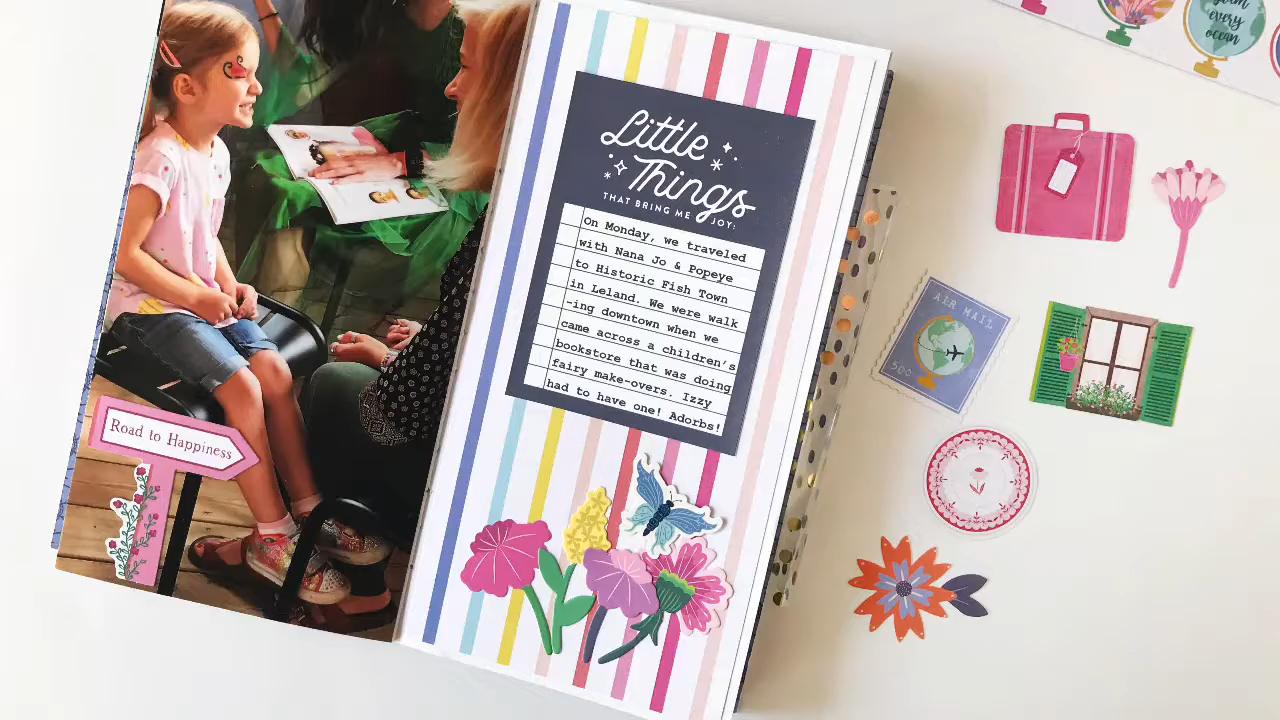 Little
Things
THAT BRING ME JOY:
On Monday, we traveled
with Nana Jo & Popeye
to Historic Fish Town
in Leland. We were walk
-ing downtown when we
came across a children's
bookstore that was doing
fairy make-overs. Izzy
had to have one! Adorbs!
Road to Happiness
every
ocean
AIR MAIL
500